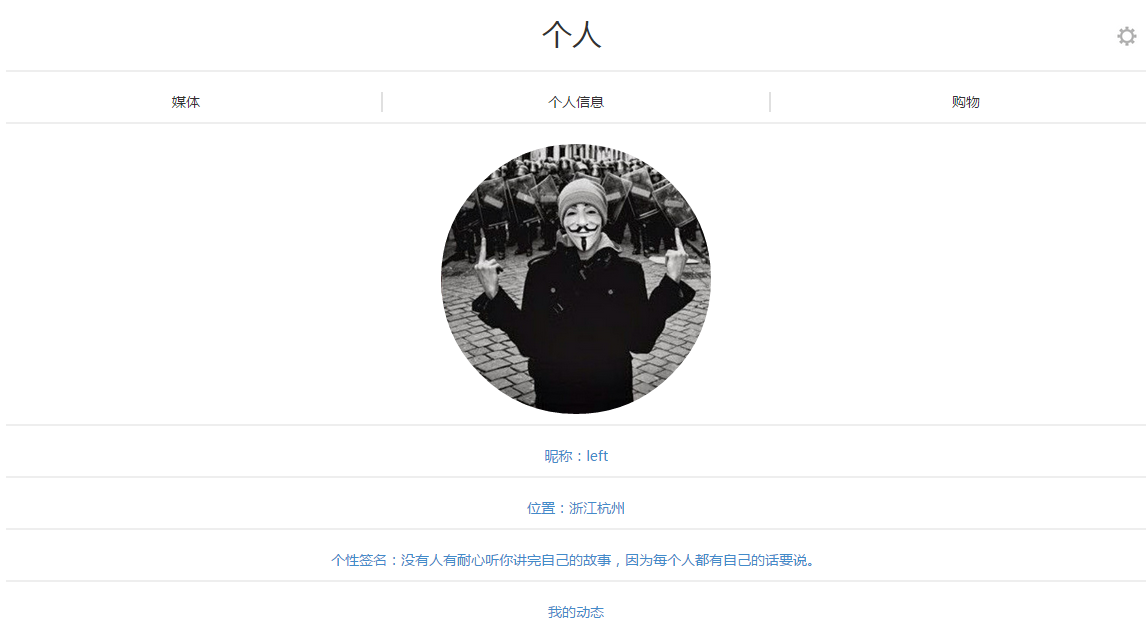 个人
媒体
个人信息
购物
昵称：left
位置：浙江杭州
个性签名：没有人有耐心听你讲完自己的故事，因为每个人都有自己的话要说。
我的动态